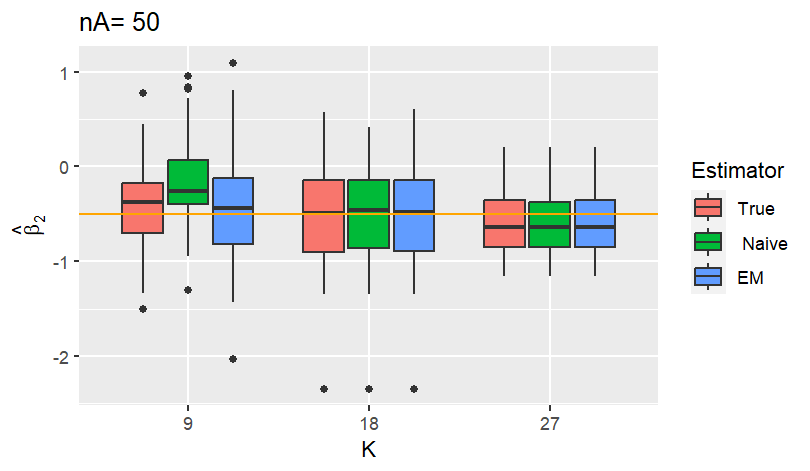 nA= 50
1
0
-1
-2
β̂₂
9
18
27
K
Estimator
True
Naive
EM